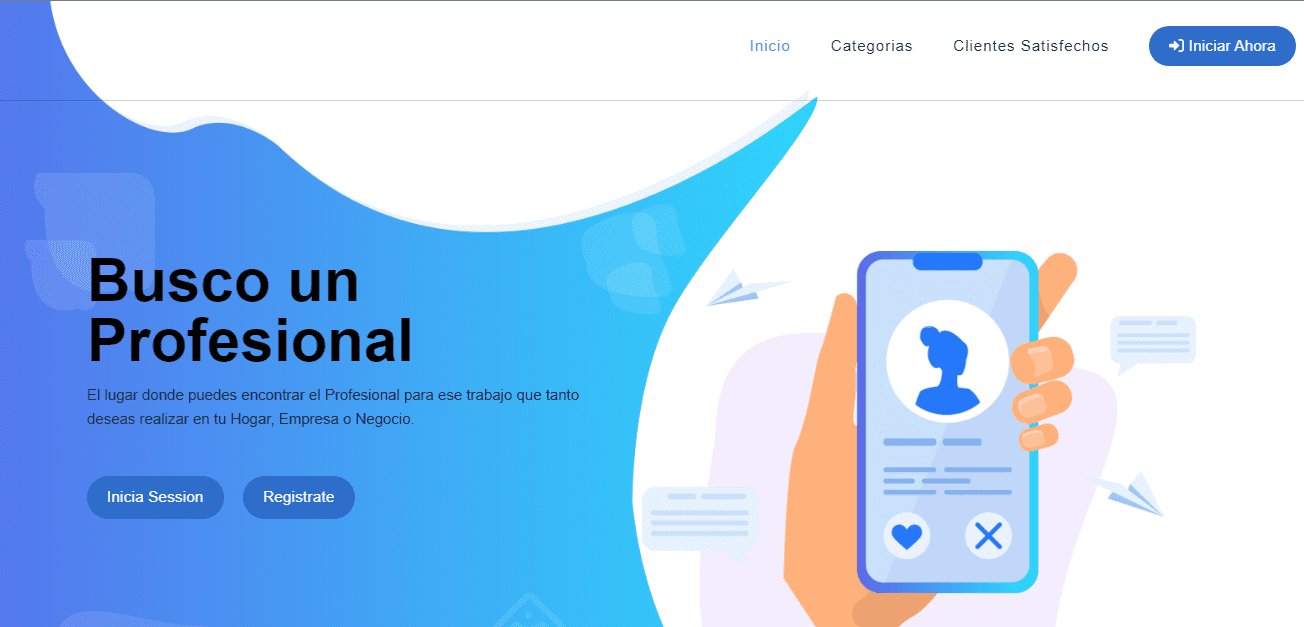 Inicio
Categorias
Clientes Satisfechos
Iniciar Ahora
Busco un
Profesional
El lugar donde puedes encontrar el Profesional para ese trabajo que tanto
deseas realizar en tu Hogar, Empresa o Negocio.
Inicia Session
Registrate